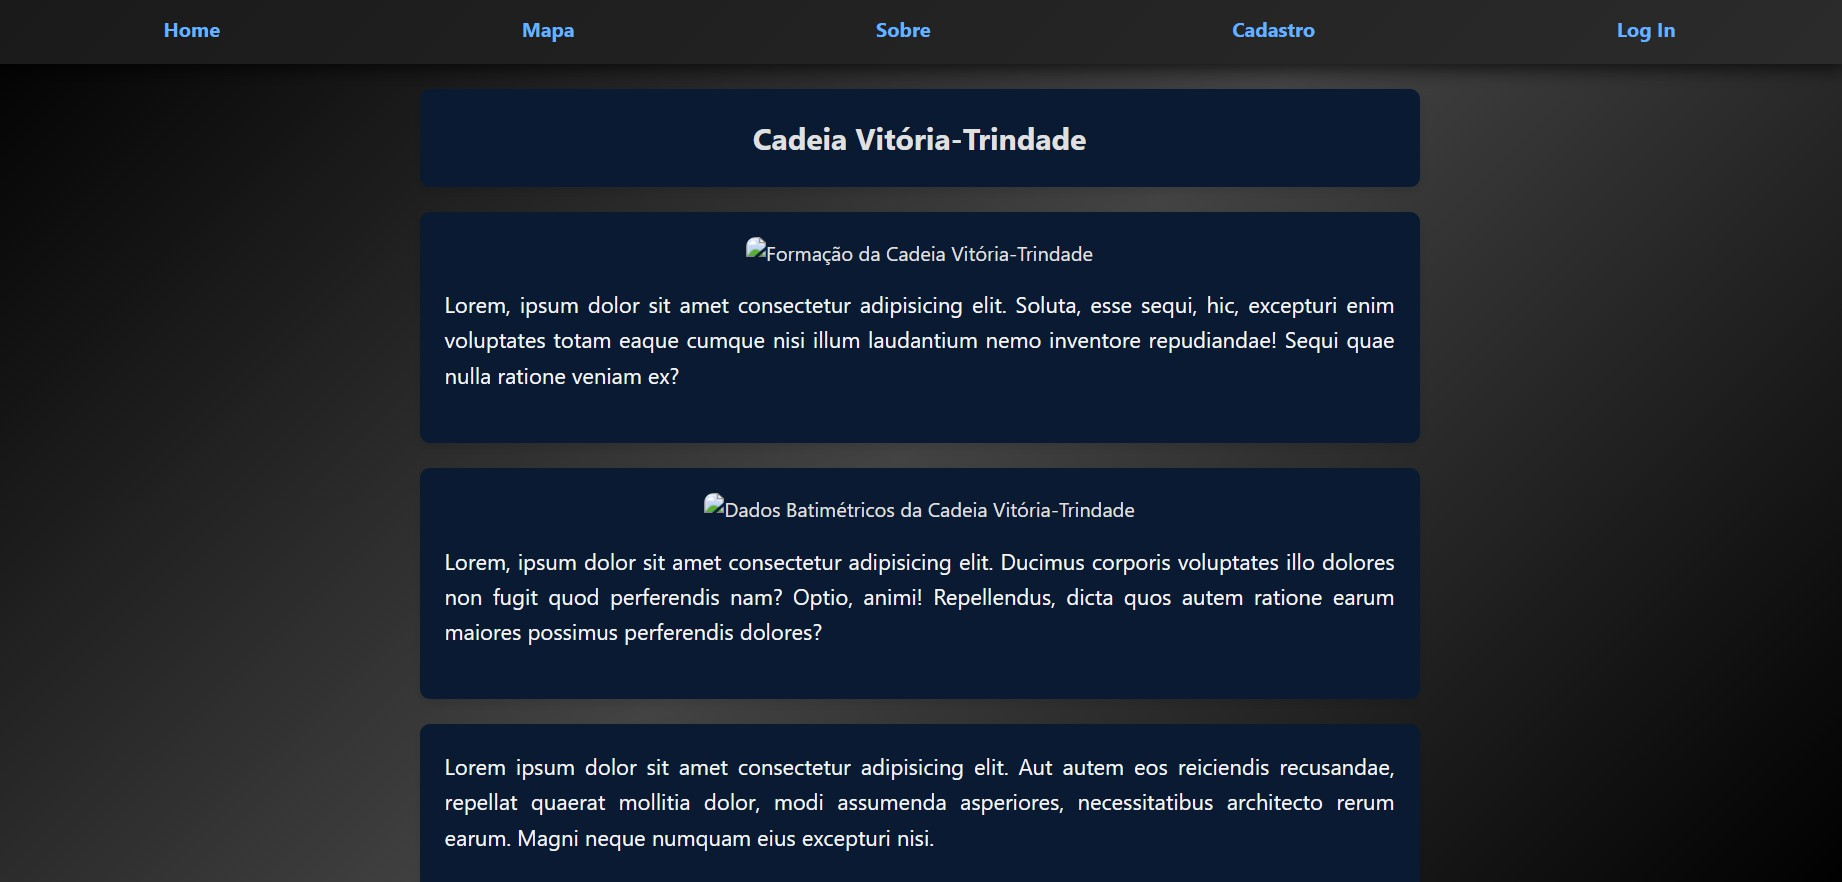 Home Mapa Sobre Cadastro Log In
Cadeia Vitória-Trindade
Formação da Cadeia Vitória-Trindade
Lorem, ipsum dolor sit amet consectetur adipisicing elit. Soluta, esse sequi, hic, excepturi enim
voluptates totam eaque cumque nisi illum laudantium nemo inventore repudiandae! Sequi quae
nulla ratione veniam ex?
Dados Batimétricos da Cadeia Vitória-Trindade
Lorem, ipsum dolor sit amet consectetur adipisicing elit. Ducimus corporis voluptates illo dolores
non fugit quod perferendis nam? Optio, animi! Repellendus, dicta quos autem ratione earum
maiores possimus perferendis dolores?
Lorem ipsum dolor sit amet consectetur adipisicing elit. Aut autem eos reiciendis recusandae,
repellat quaerat mollitia dolor, modi assumenda asperiores, necessitatibus architecto rerum
earum. Magni neque numquam eius excepturi nisi.